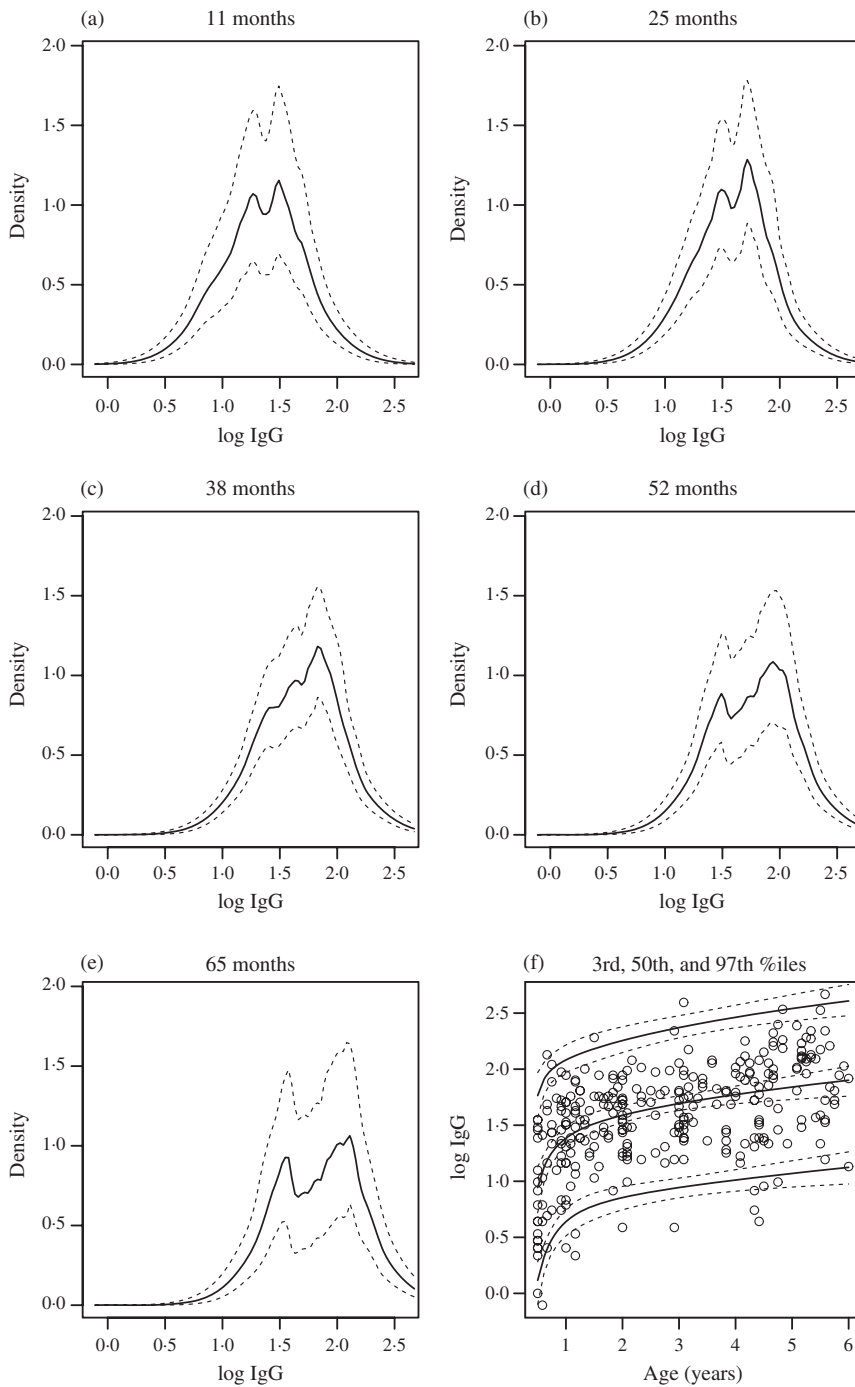 (a) 11 months
2·0
1·5
1·0
0·5
0·0
Density
0·0 0·5 1·0 1·5 2·0 2·5
log IgG
(b) 25 months
2·0
1·5
1·0
0·5
0·0
Density
0·0 0·5 1·0 1·5 2·0 2·5
log IgG
(c) 38 months
2·0
1·5
1·0
0·5
0·0
Density
0·0 0·5 1·0 1·5 2·0 2·5
log IgG
(d) 52 months
2·0
1·5
1·0
0·5
0·0
Density
0·0 0·5 1·0 1·5 2·0 2·5
log IgG
(e) 65 months
2·0
1·5
1·0
0·5
0·0
Density
0·0 0·5 1·0 1·5 2·0 2·5
log IgG
(f) 3rd, 50th, and 97th %iles
2·5
2·0
1·5
1·0
0·5
0·0
log IgG
1 2 3 4 5 6
Age (years)